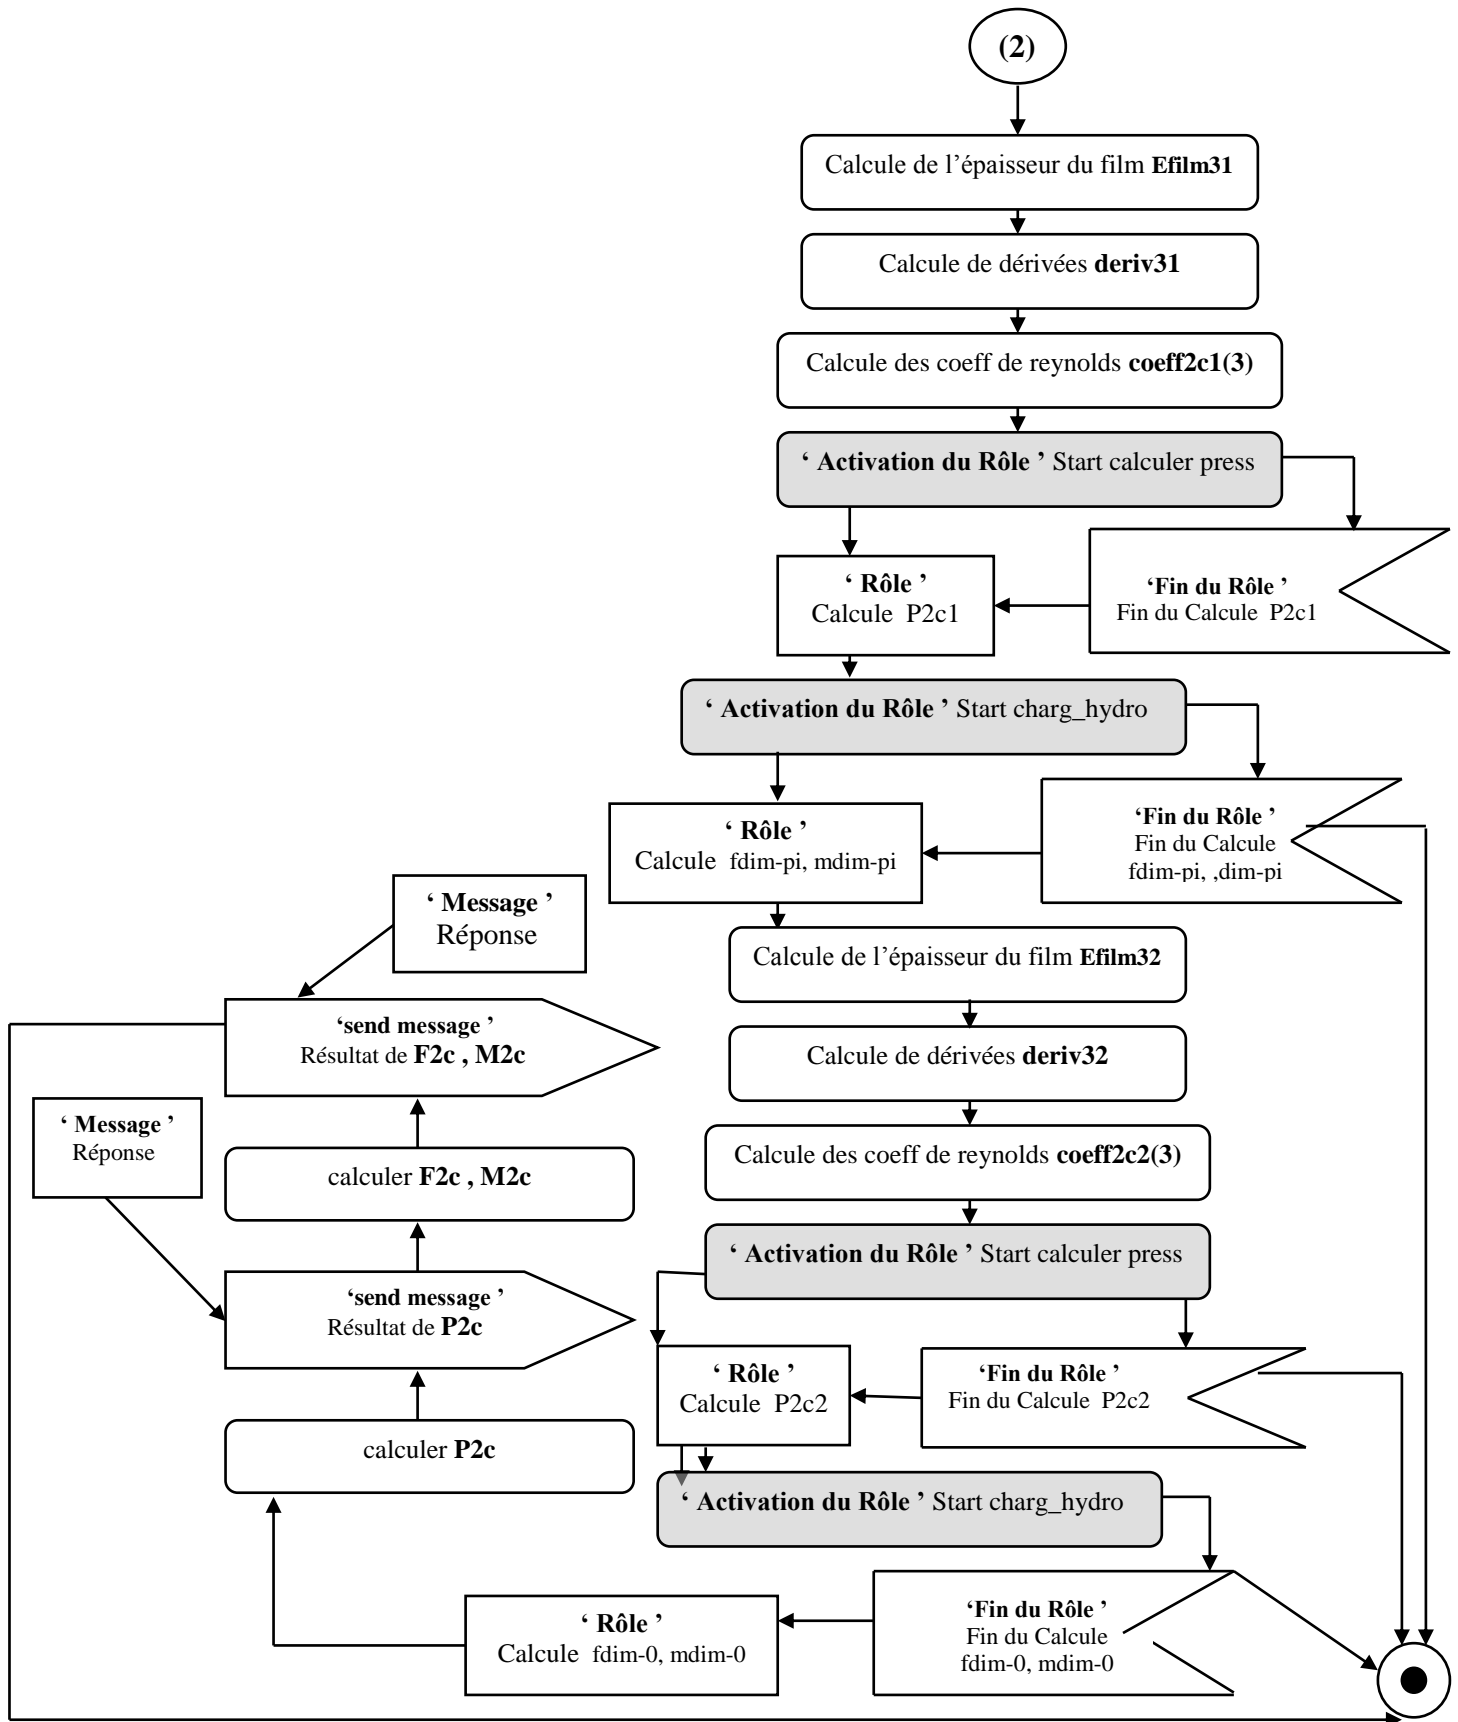 (2)
Calcule de l’épaisseur du film Efilm31
Calcule de dérivées deriv31
Calcule des coeff de reynolds coeff2c1(3)
‘ Activation du Rôle ’ Start calculer press
‘ Rôle ’
Calcule P2c1
‘Fin du Rôle ’
Fin du Calcule P2c1
‘ Activation du Rôle ’ Start charg_hydro
‘ Rôle ’
Calcule fdim-pi, mdim-pi
‘Fin du Rôle ’
Fin du Calcule
fdim-pi, ,dim-pi
‘ Message ’
Réponse
Calcule de l’épaisseur du film Efilm32
‘send message ’
Résultat de F2c , M2c
Calcule de dérivées deriv32
‘ Message ’
Réponse
calculer F2c , M2c
Calcule des coeff de reynolds coeff2c2(3)
‘ Activation du Rôle ’ Start calculer press
‘send message ’
Résultat de P2c
‘ Rôle ’
Calcule P2c2
‘Fin du Rôle ’
Fin du Calcule P2c2
calculer P2c
‘ Activation du Rôle ’ Start charg_hydro
‘ Rôle ’
Calcule fdim-0, mdim-0
‘Fin du Rôle ’
Fin du Calcule
fdim-0, mdim-0